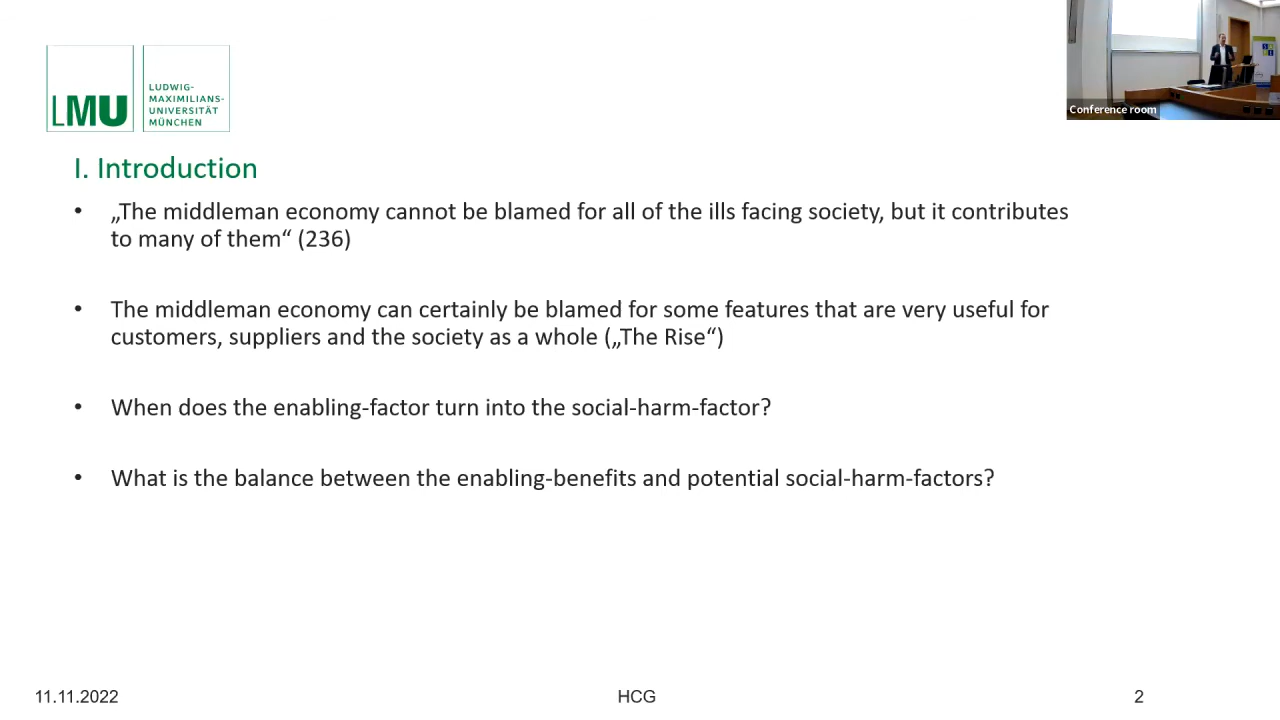 LMU
LUDWIG-
MAXIMILIANS-
UNIVERSITÄT
MÜNCHEN
Conference room
I. Introduction
• „The middleman economy cannot be blamed for all of the ills facing society, but it contributes
to many of them“ (236)
• The middleman economy can certainly be blamed for some features that are very useful for
customers, suppliers and the society as a whole („The Rise“)
• When does the enabling-factor turn into the social-harm-factor?
• What is the balance between the enabling-benefits and potential social-harm-factors?
11.11.2022
HCG
2